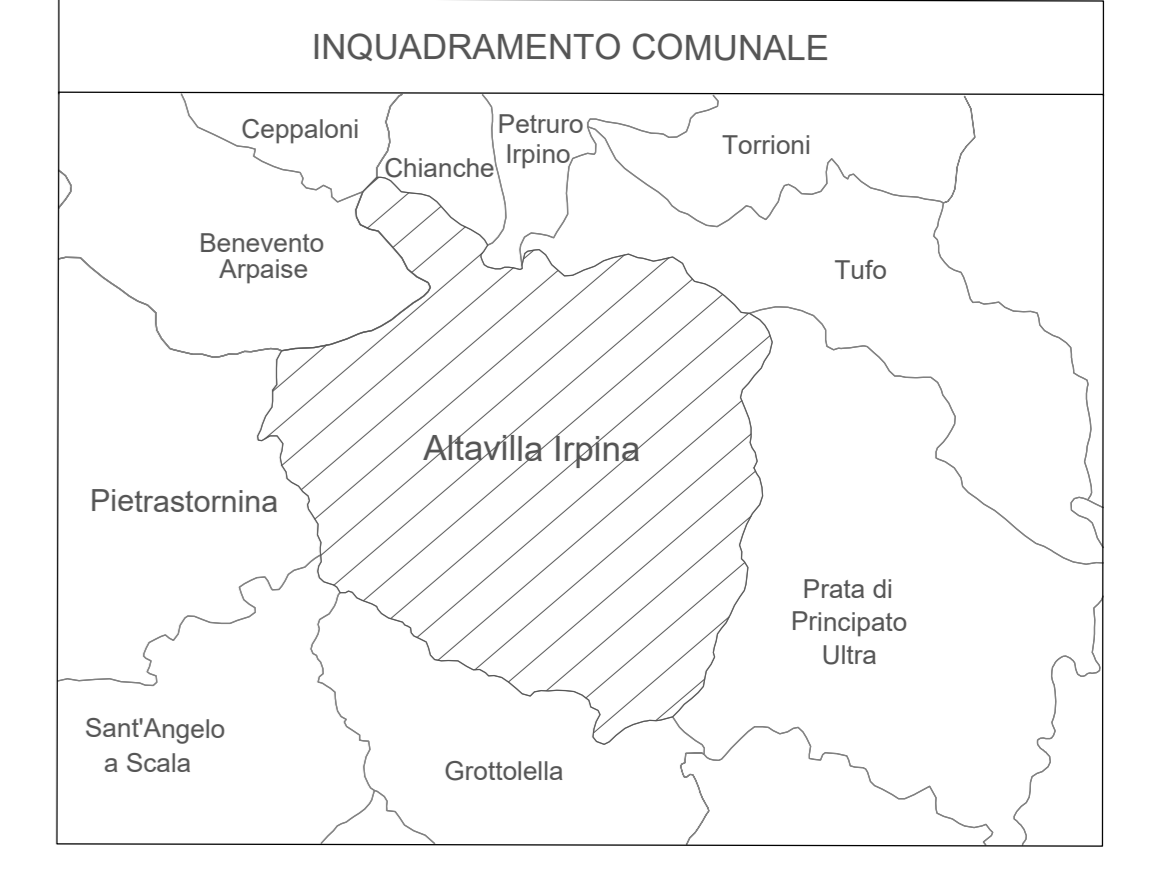 INQUADRAMENTO COMUNALE
Ceppaloni
Chianche
Petruro
Irpino
Torrioni
Benevento
Arpaise
Tufo
Altavilla Irpina
Pietrastornina
Prata di
Principato
Ultra
Sant'Angelo
a Scala
Grottolella